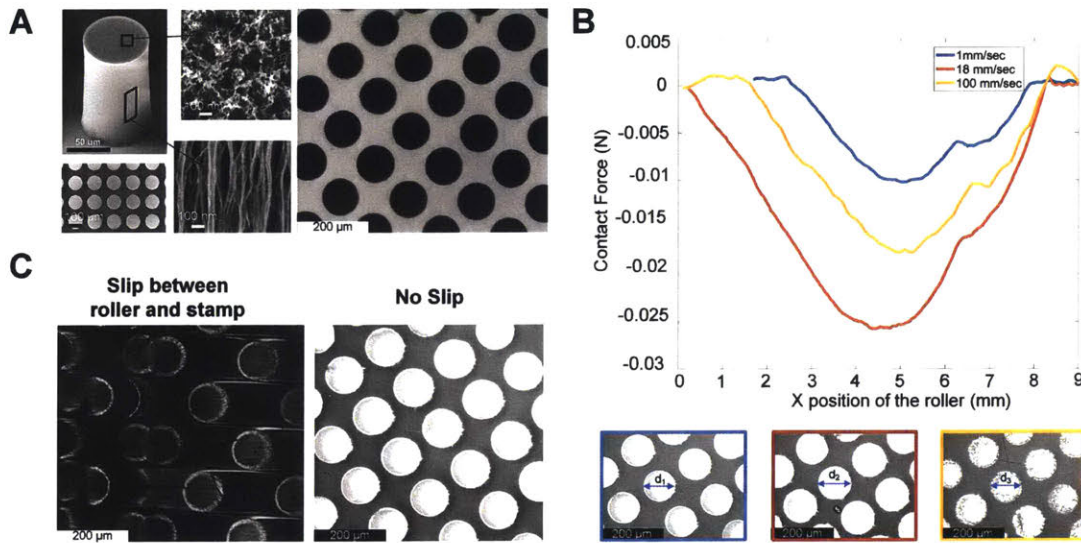 A
50 µm
100 nm
200 µm
B
Contact Force (N)
0.005
0
-0.005
-0.01
-0.015
-0.02
-0.025
-0.03
1mm/sec
18 mm/sec
100 mm/sec
0 1 2 3 4 5 6 7 8 9
X position of the roller (mm)
d1
d2
d3
200 µm
200 µm
200 µm
C
Slip between
roller and stamp
No Slip
200 µm
200 µm